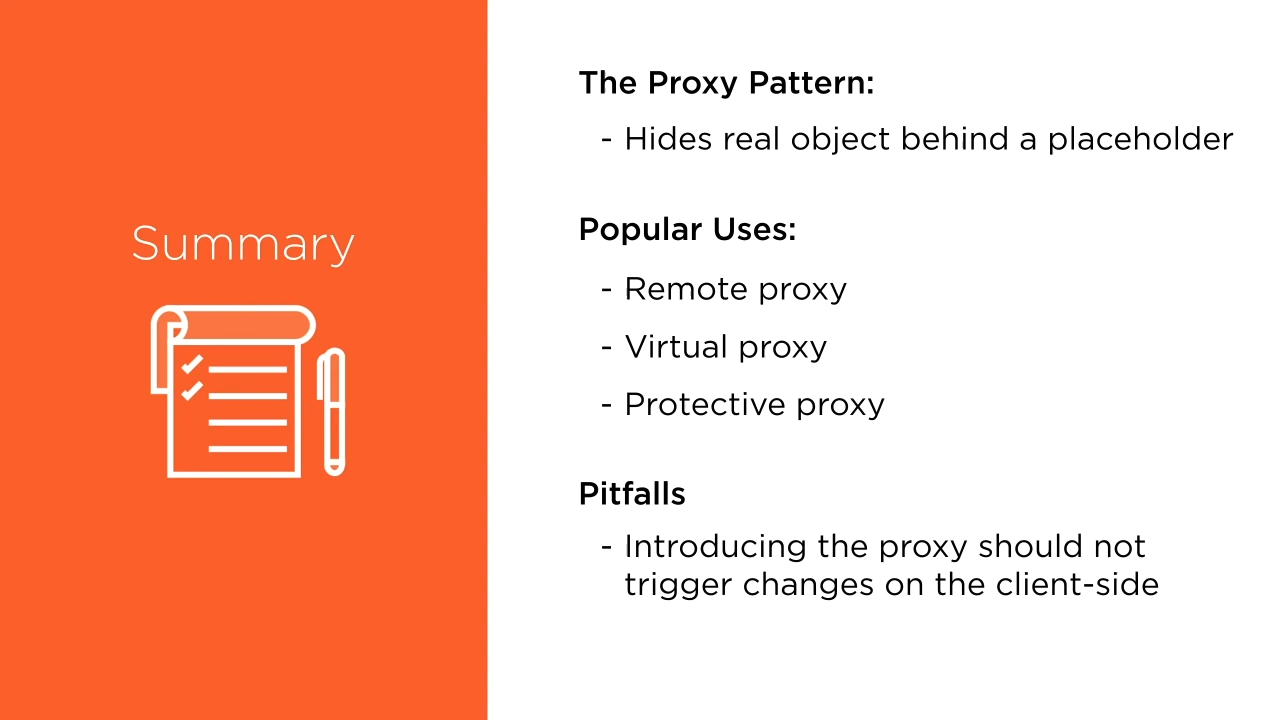 Summary
The Proxy Pattern:
- Hides real object behind a placeholder
Popular Uses:
- Remote proxy
- Virtual proxy
- Protective proxy
Pitfalls
- Introducing the proxy should not
trigger changes on the client-side